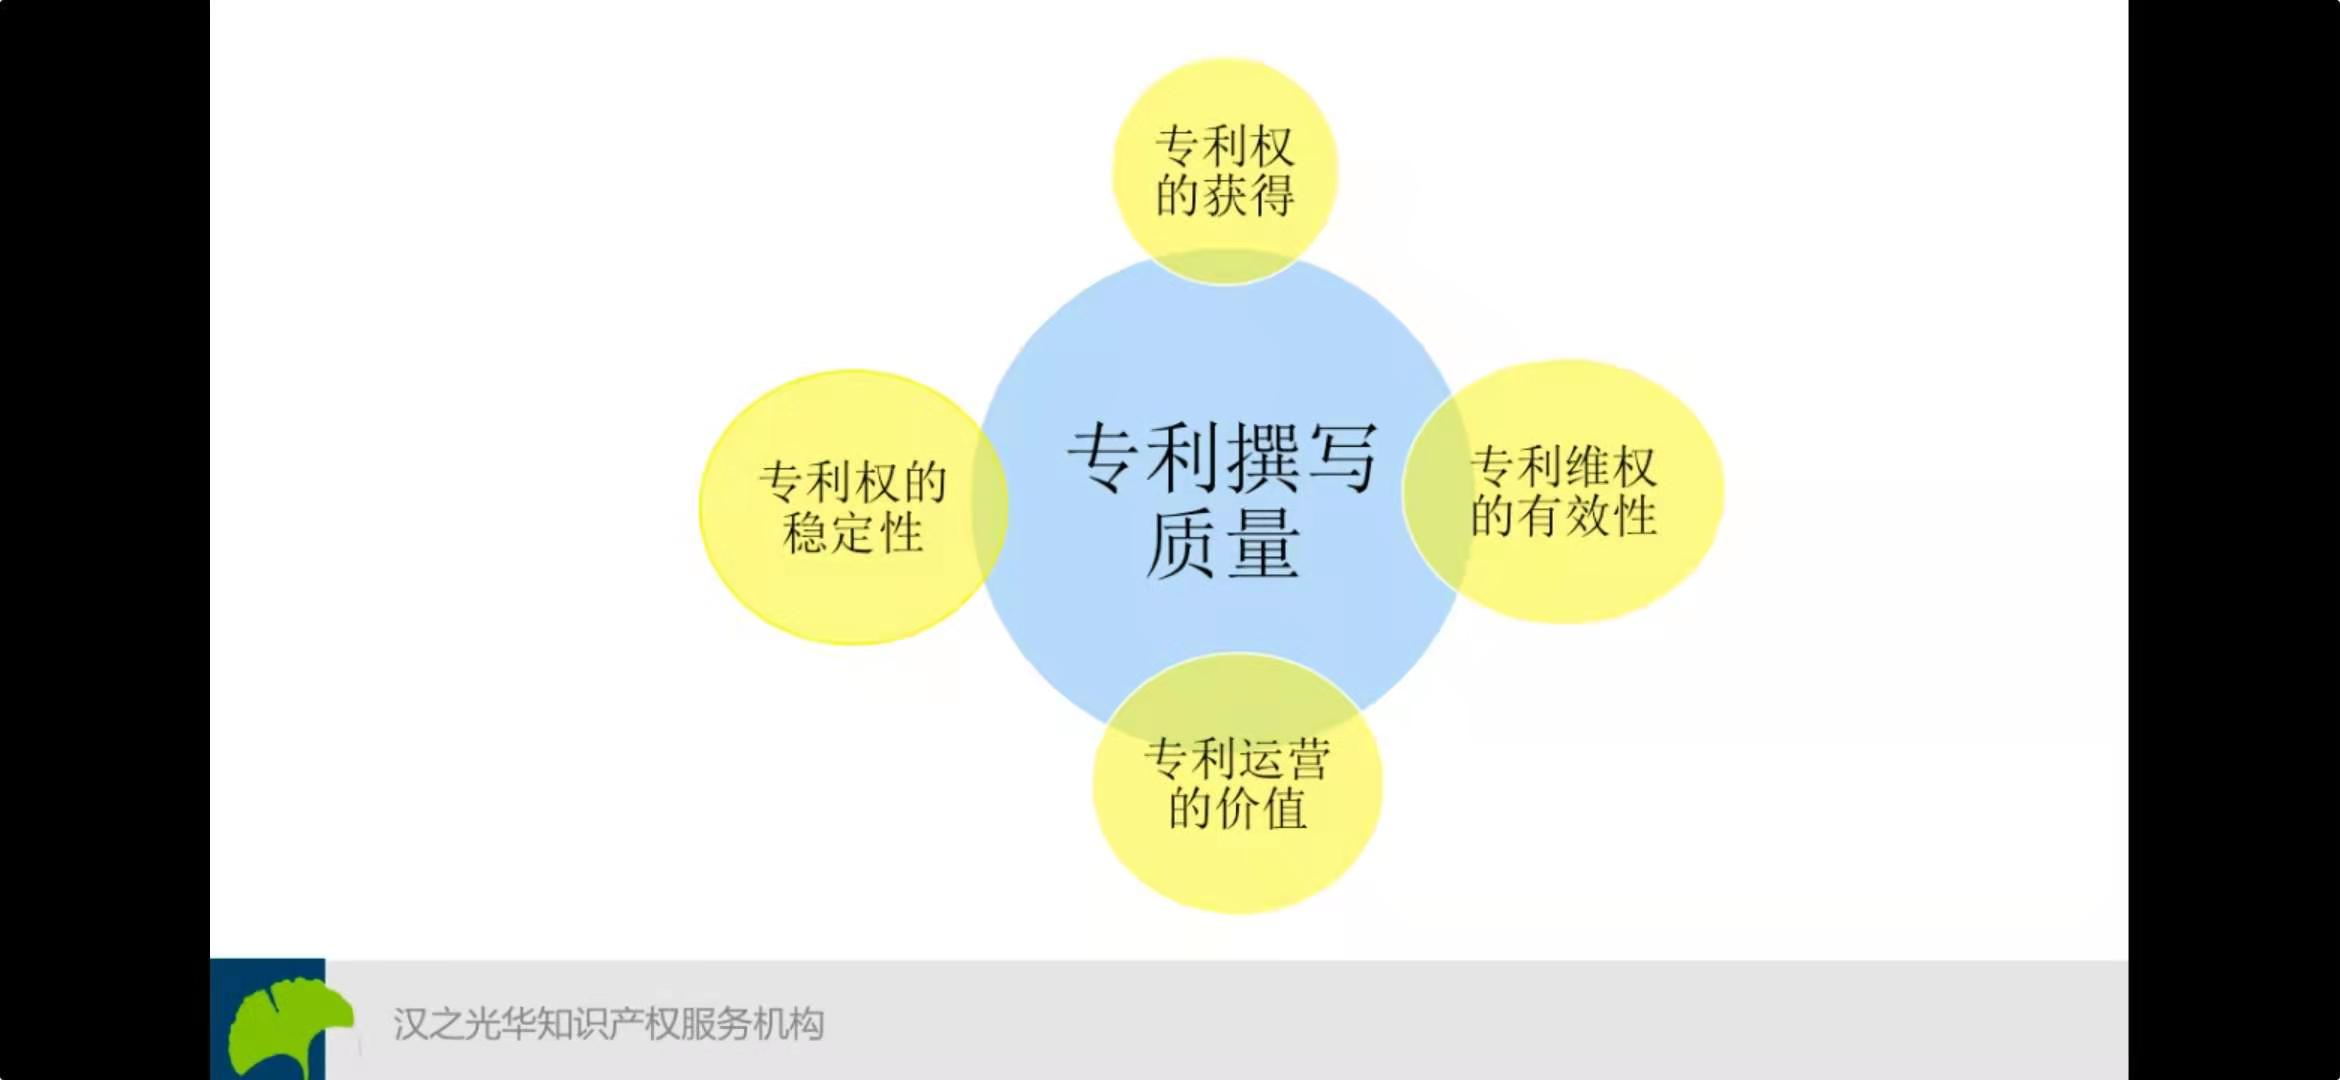 专利权
的获得
专利权的
稳定性
专利撰写
质量
专利维权
的有效性
专利运营
的价值
汉之光华知识产权服务机构